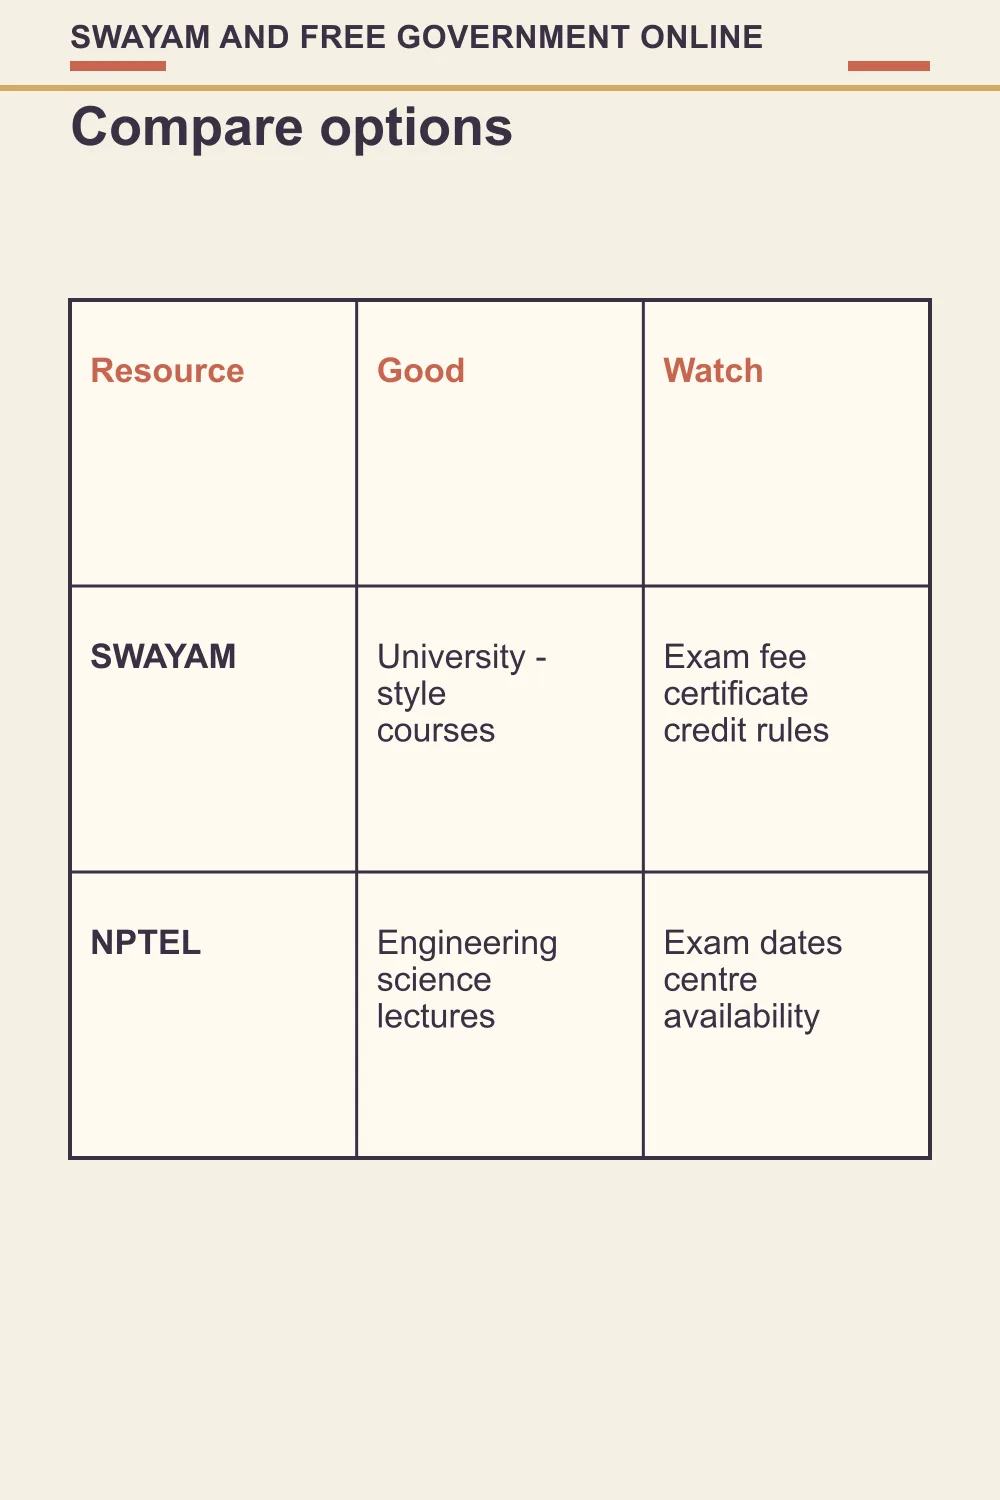 SWAYAM AND FREE GOVERNMENT ONLINE
Compare options
Resource
Good
Watch
SWAYAM
University -
style
courses
Exam fee
certificate
credit rules
NPTEL
Engineering
science
lectures
Exam dates
centre
availability